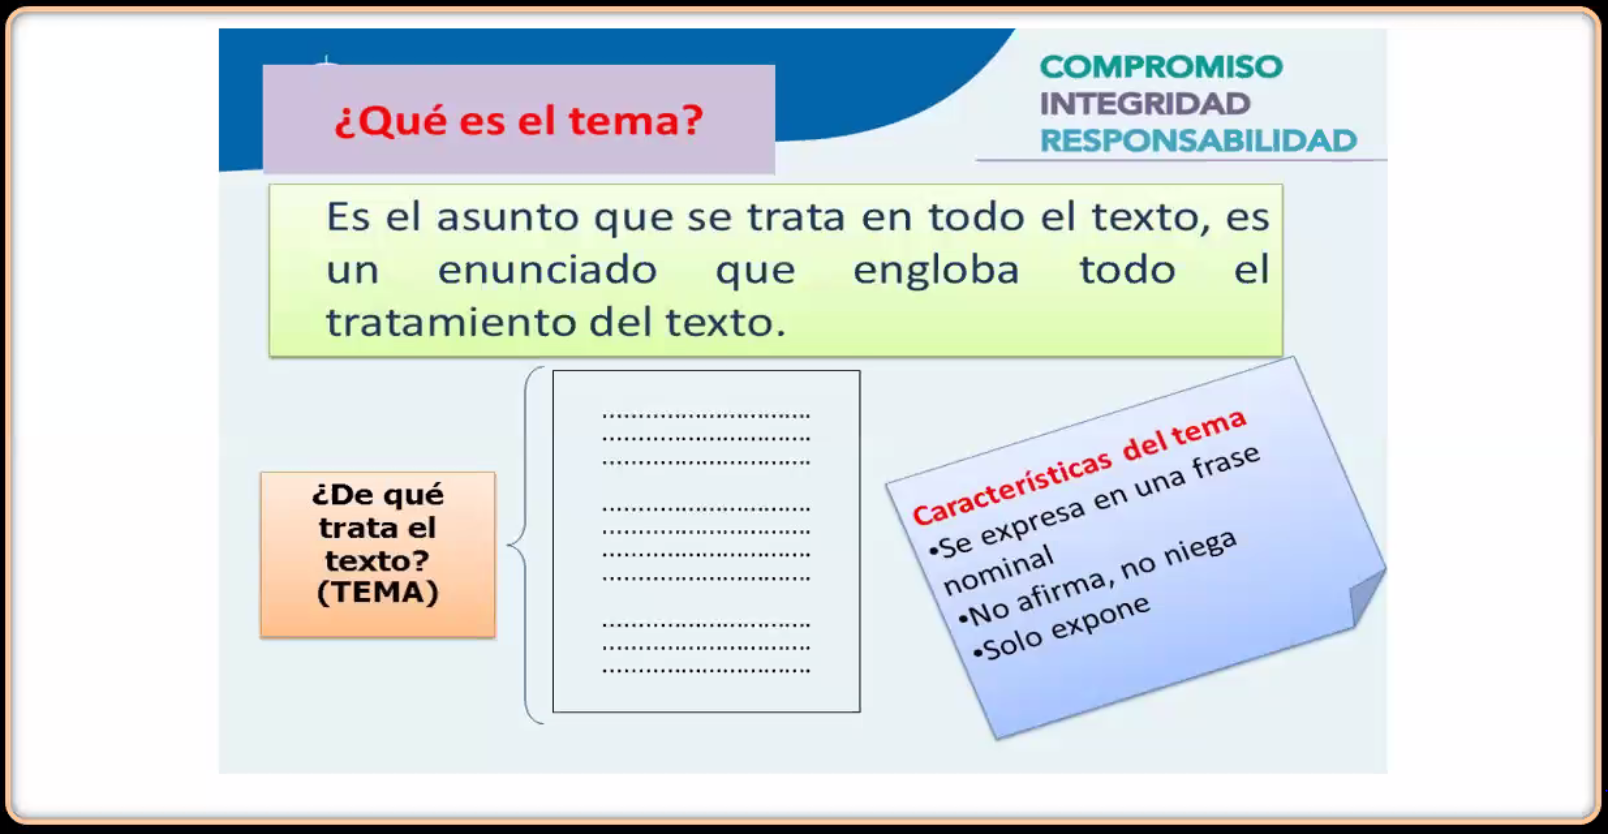 ¿Qué es el tema?
COMPROMISO
INTEGRIDAD
RESPONSABILIDAD
Es el asunto que se trata en todo el texto, es
un enunciado que engloba todo el
tratamiento del texto.
¿De qué
trata el
texto?
(TEMA)
................................
................................
................................
................................
................................
................................
................................
................................
................................
................................
Características del tema
•Se expresa en una frase
nominal
•No afirma, no niega
•Solo expone